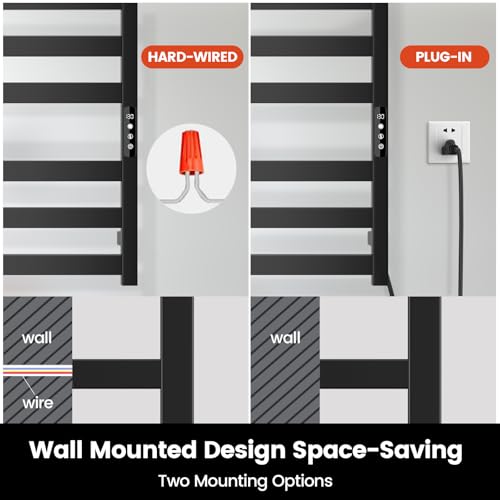 HARD-WIRED
PLUG-IN
wall
wire
wall
Wall Mounted Design Space-Saving
Two Mounting Options